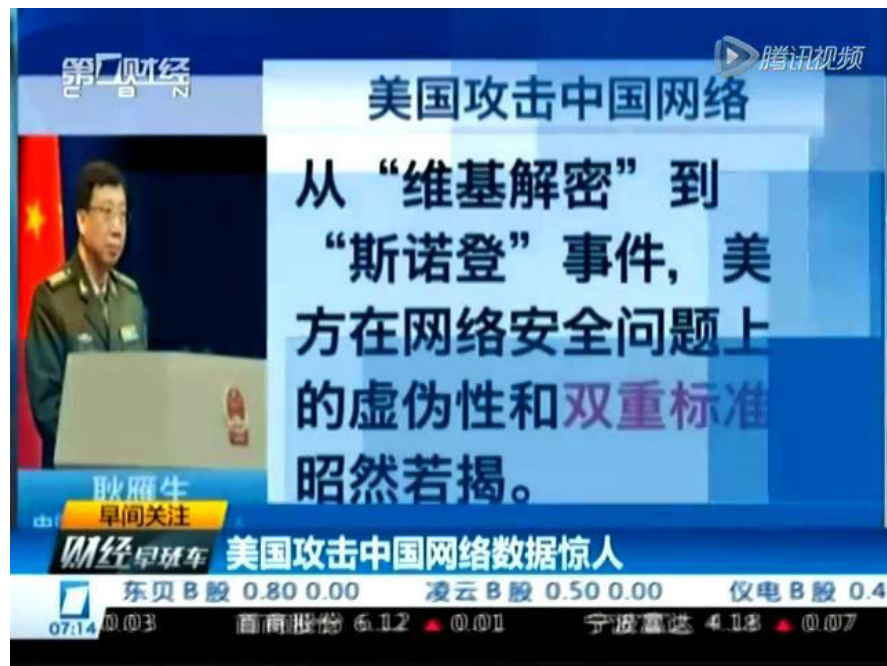 第一财经
CBN
腾讯视频
美国攻击中国网络
从“维基解密”到
“斯诺登”事件，美
方在网络安全问题上
的虚伪性和双重标准
昭然若揭。
耿雁生
早间关注
财经早班车
美国攻击中国网络数据惊人
东贝B股 0.80 0.00 凌云B股 0.50 0.00 仪电B股 0.4
07:14 0.03 首商股份 6.12 ▲ 0.01 宁波富达 4.18 ▲ 0.07